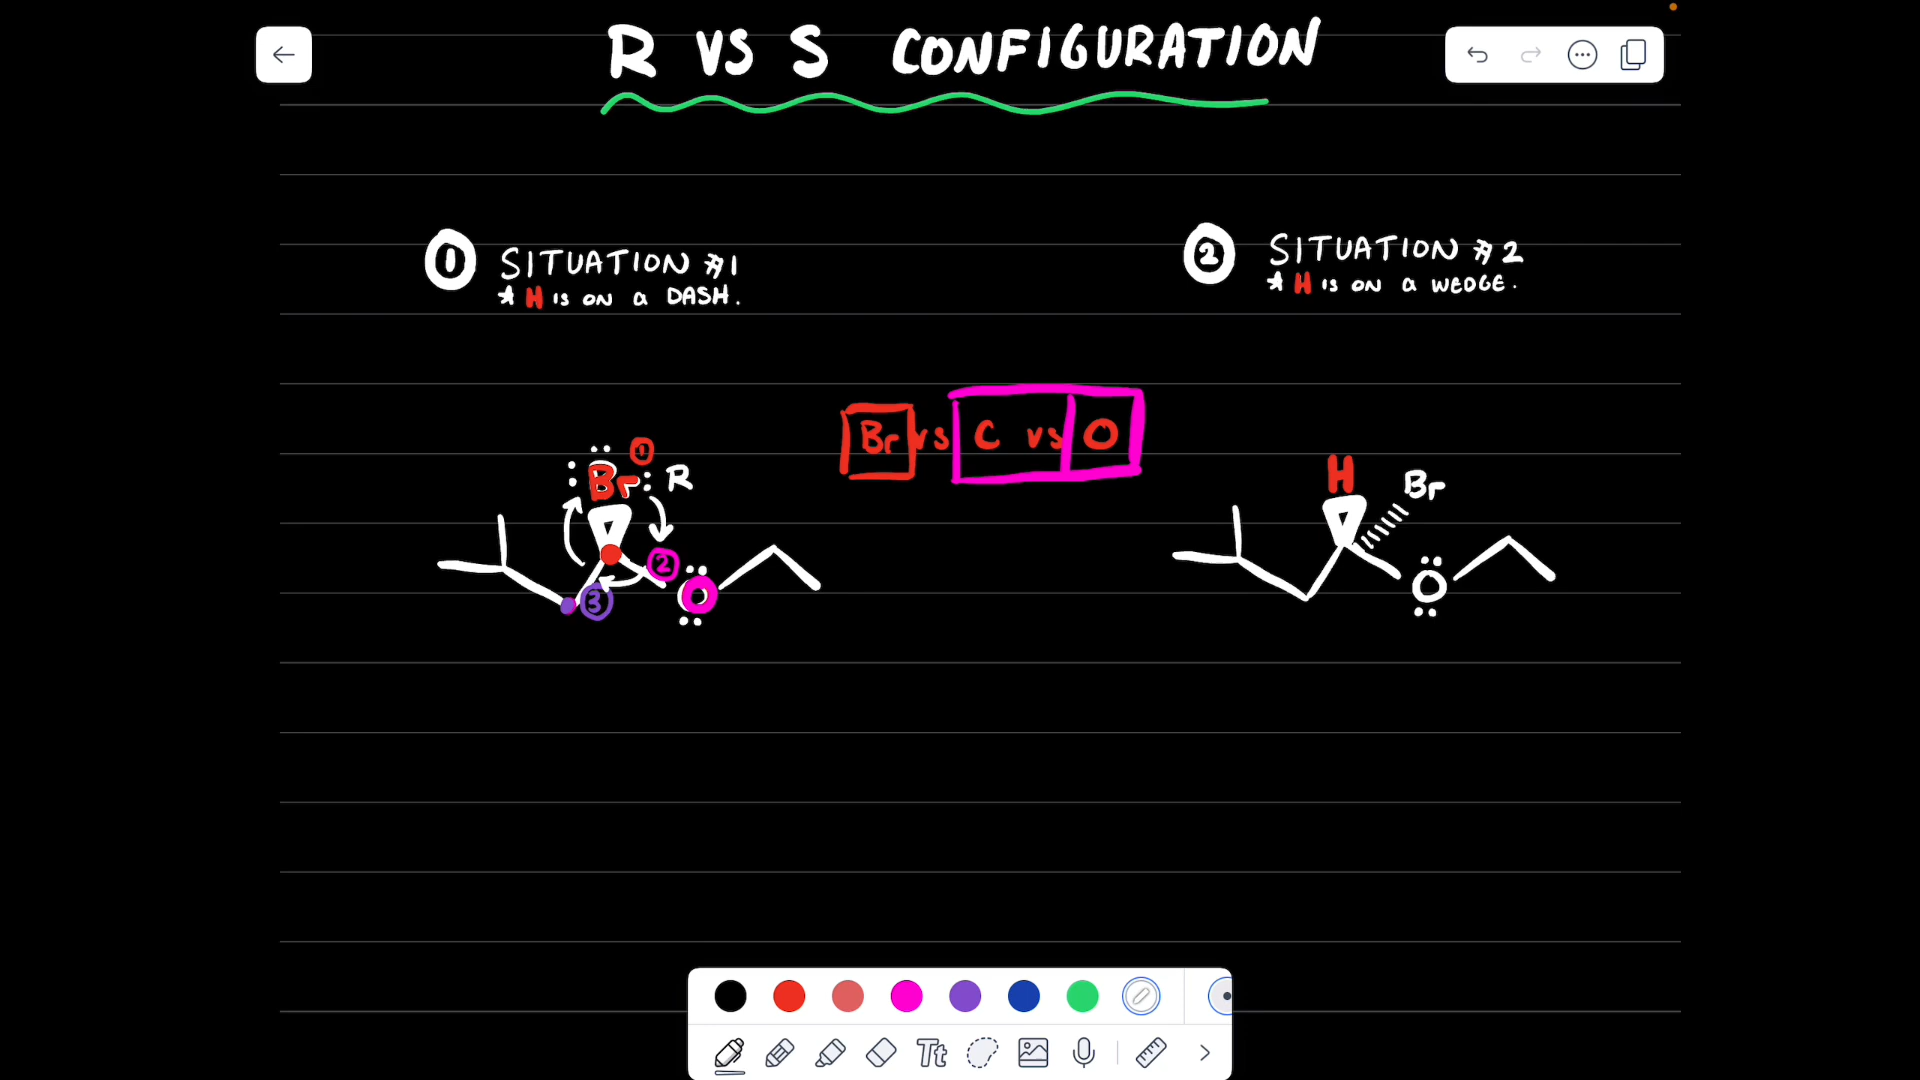 R VS S CONFIGURATION
① SITUATION #1
* H IS ON A DASH.
② SITUATION #2
* H IS ON A WEDGE.
Br vs C vs O
Br ① R
②
③
O
H
Br
O
Tt